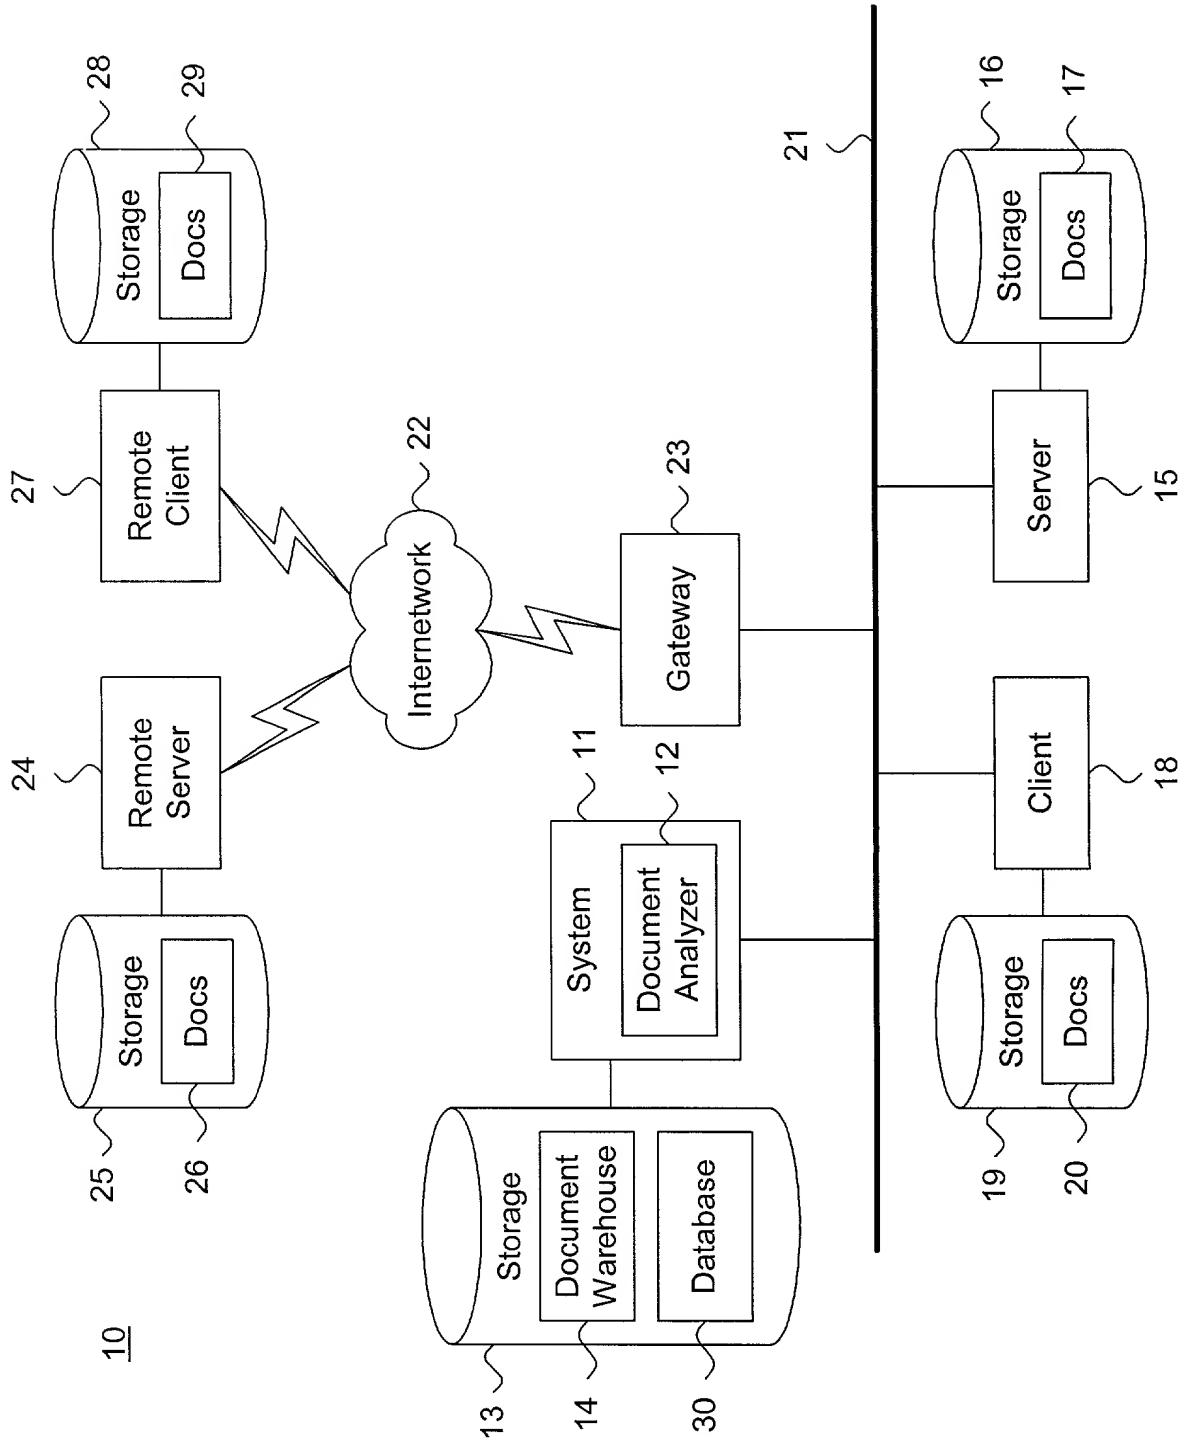 10
24
27
25
26
28
29
Storage
Docs
Remote
Server
Remote
Client
Storage
Docs
Internetwork
22
13
14
30
Storage
Document
Warehouse
Database
System
11
Document
Analyzer
12
Gateway
23
21
19
20
Storage
Docs
Client
18
Server
15
Storage
Docs
16
17